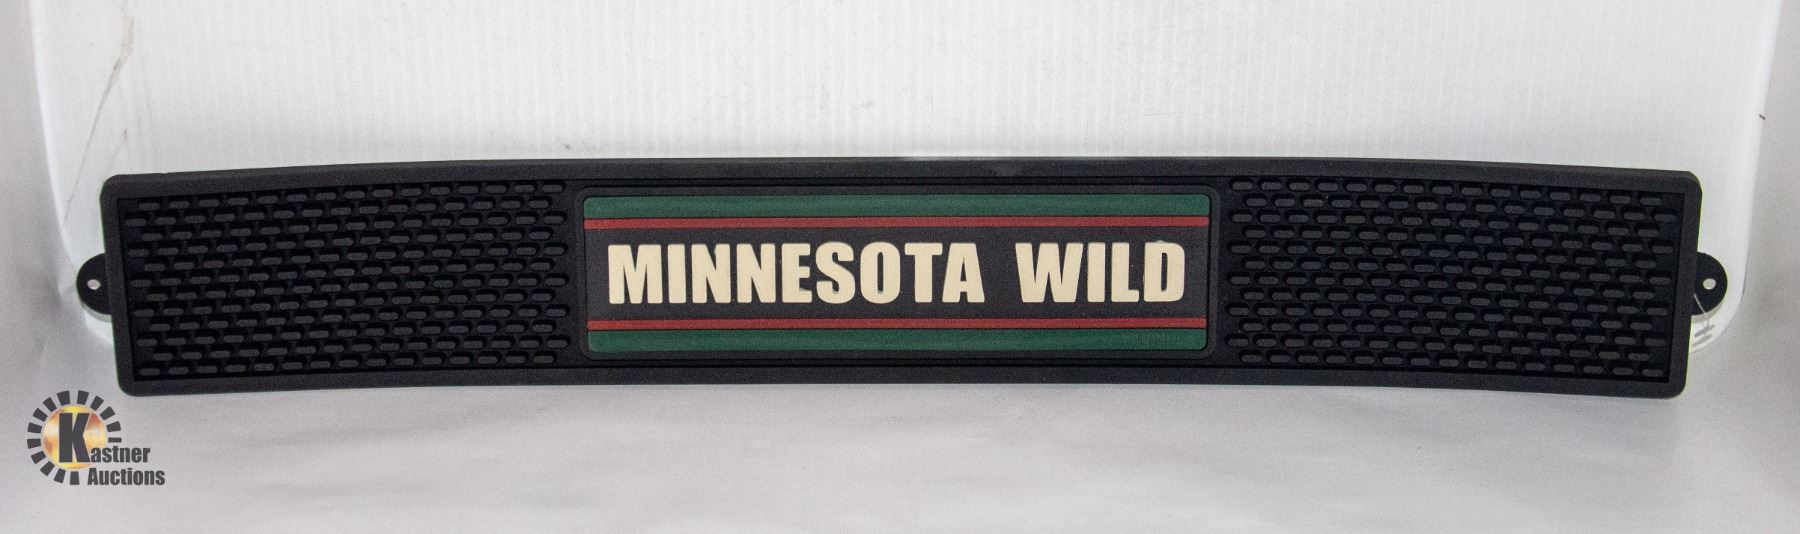 MINNESOTA WILD
Kastner
Auctions